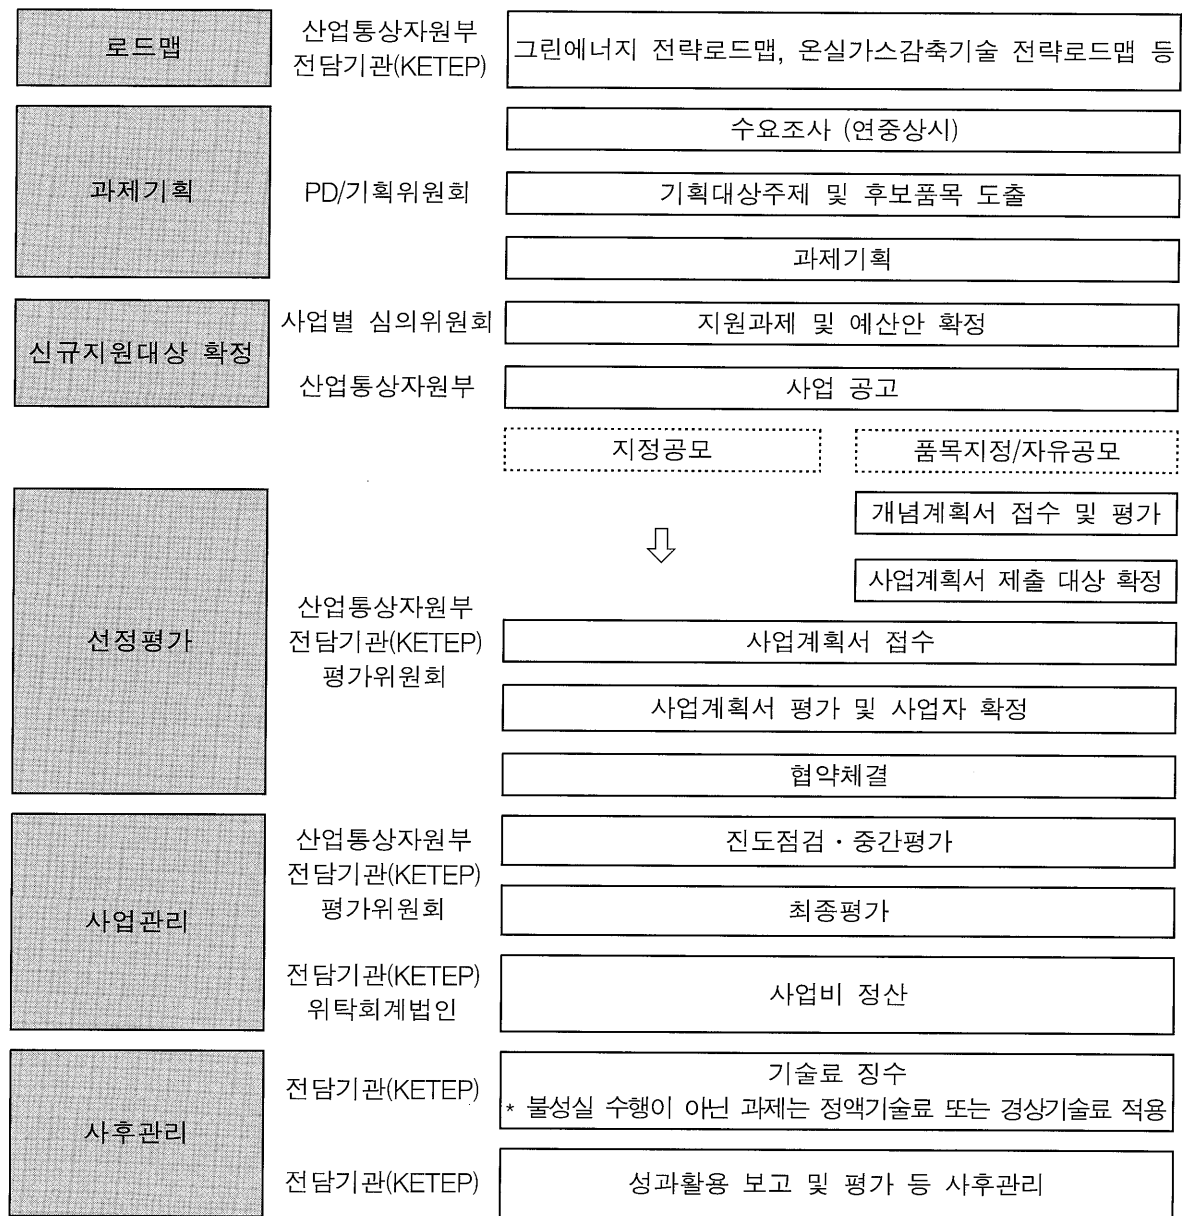 로드맵
산업통상자원부
전담기관(KETEP)
그린에너지 전략로드맵, 온실가스감축기술 전략로드맵 등
과제기획
PD/기획위원회
수요조사 (연중상시)
기획대상주제 및 후보품목 도출
과제기획
신규지원대상 확정
사업별 심의위원회
지원과제 및 예산안 확정
산업통상자원부
사업 공고
지정공모
품목지정/자유공모
선정평가
산업통상자원부
전담기관(KETEP)
평가위원회
개념계획서 접수 및 평가
사업계획서 제출 대상 확정
사업계획서 접수
사업계획서 평가 및 사업자 확정
협약체결
사업관리
산업통상자원부
전담기관(KETEP)
평가위원회
진도점검 · 중간평가
최종평가
전담기관(KETEP)
위탁회계법인
사업비 정산
사후관리
전담기관(KETEP)
기술료 징수
* 불성실 수행이 아닌 과제는 정액기술료 또는 경상기술료 적용
전담기관(KETEP)
성과활용 보고 및 평가 등 사후관리